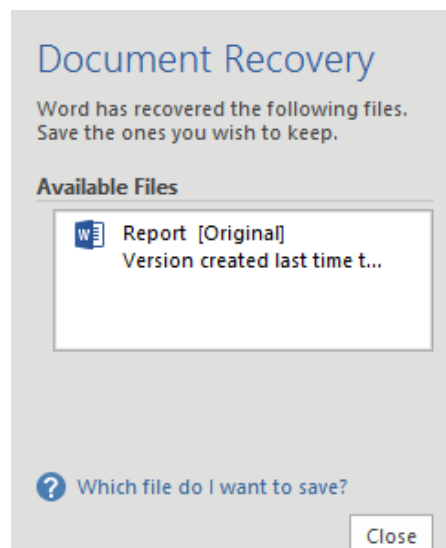 Document Recovery
Word has recovered the following files.
Save the ones you wish to keep.
Available Files
W
Report [Original]
Version created last time t...
? Which file do I want to save?
Close